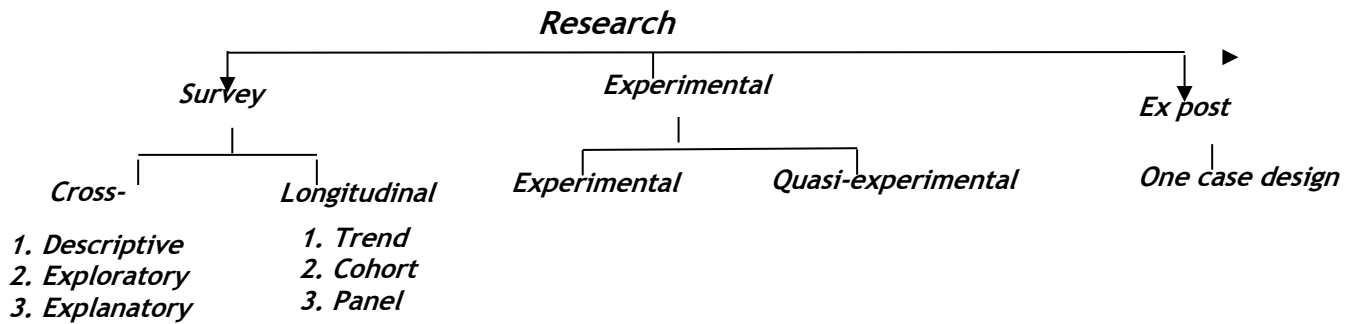 Research
Survey
Experimental
Ex post
Cross-
Longitudinal
Experimental
Quasi-experimental
One case design
1. Descriptive
2. Exploratory
3. Explanatory
1. Trend
2. Cohort
3. Panel